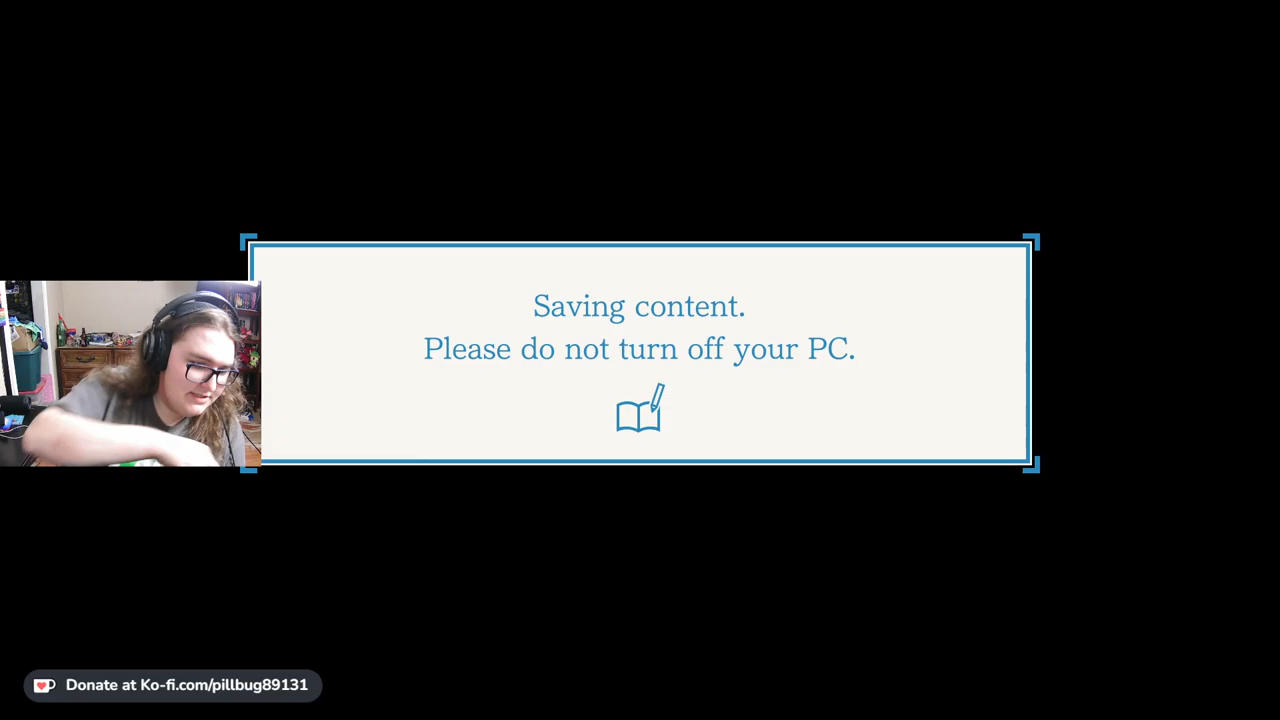 Saving content.
Please do not turn off your PC.
Donate at Ko-fi.com/pillbug89131